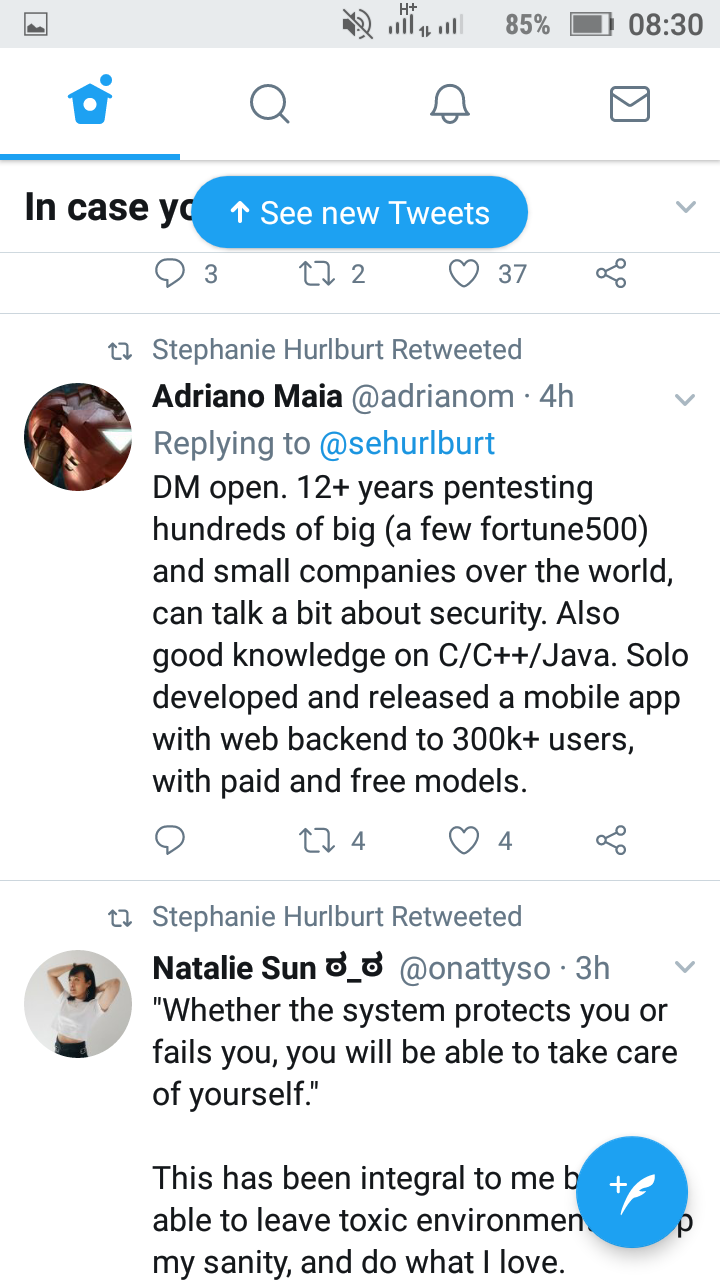 H+
85% 08:30
In case yo
See new Tweets
3 2 37
Stephanie Hurlburt Retweeted
Adriano Maia @adrianom · 4h
Replying to @sehurlburt
DM open. 12+ years pentesting
hundreds of big (a few fortune500)
and small companies over the world,
can talk a bit about security. Also
good knowledge on C/C++/Java. Solo
developed and released a mobile app
with web backend to 300k+ users,
with paid and free models.
4 4
Stephanie Hurlburt Retweeted
Natalie Sun ಠ_ಠ @onattyso · 3h
"Whether the system protects you or
fails you, you will be able to take care
of yourself."
This has been integral to me b
able to leave toxic environmen p
my sanity, and do what I love.